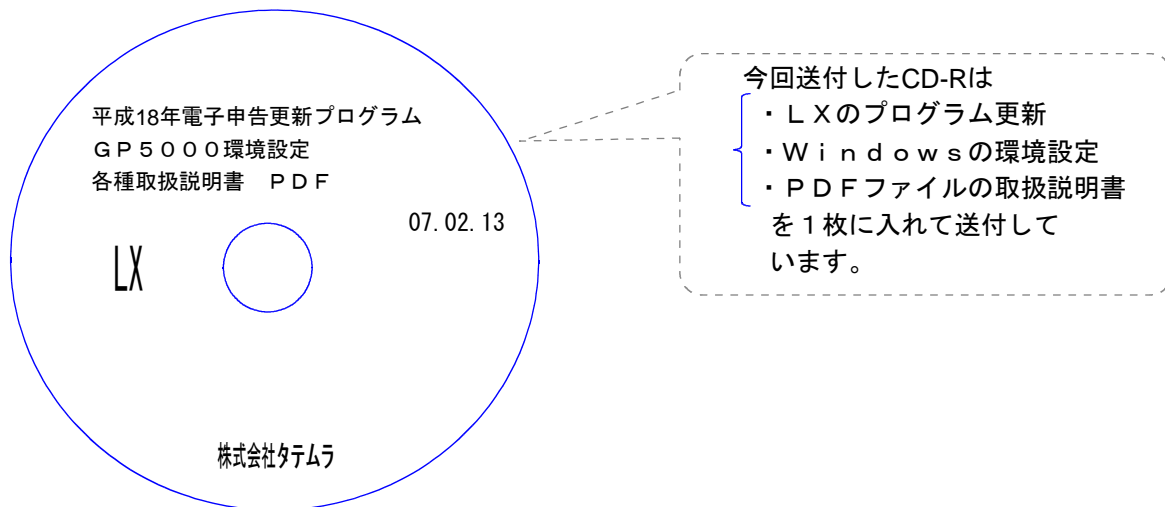 平成18年電子申告更新プログラム
ＧＰ５０００環境設定
各種取扱説明書　ＰＤＦ
07.02.13
LX
株式会社タテムラ
今回送付したCD-Rは
・ＬＸのプログラム更新
・Ｗｉｎｄｏｗｓの環境設定
・ＰＤＦファイルの取扱説明書
を１枚に入れて送付して
います。